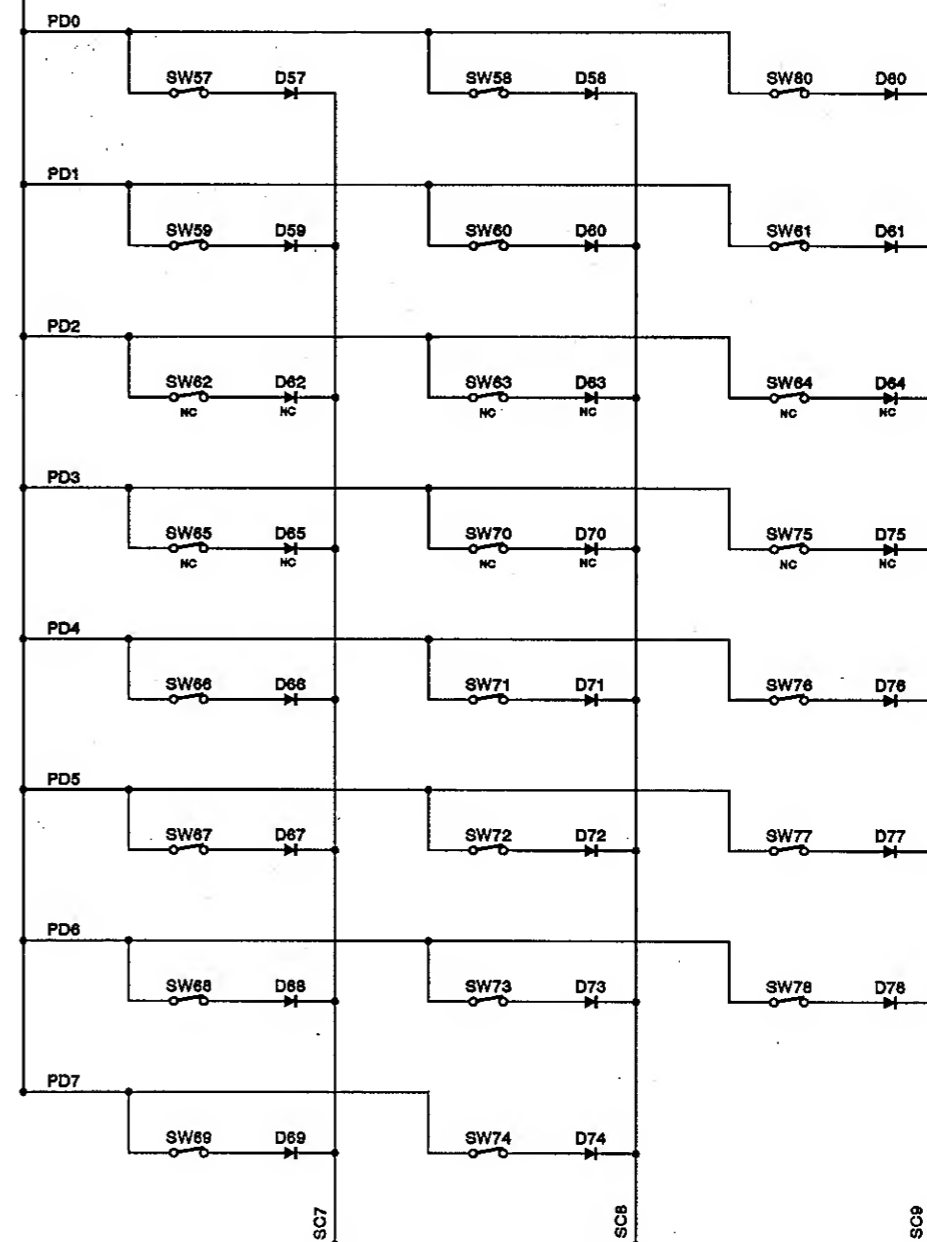 PD0
SW57 D57 SW58 D58 SW80 D80
PD1
SW59 D59 SW60 D60 SW61 D61
PD2
SW62 D62 SW63 D63 SW64 D64
NC NC NC NC NC NC
PD3
SW65 D65 SW70 D70 SW75 D75
NC NC NC NC NC NC
PD4
SW66 D66 SW71 D71 SW76 D76
PD5
SW67 D67 SW72 D72 SW77 D77
PD6
SW68 D68 SW73 D73 SW78 D78
PD7
SW69 D69 SW74 D74
SC7 SC8 SC9